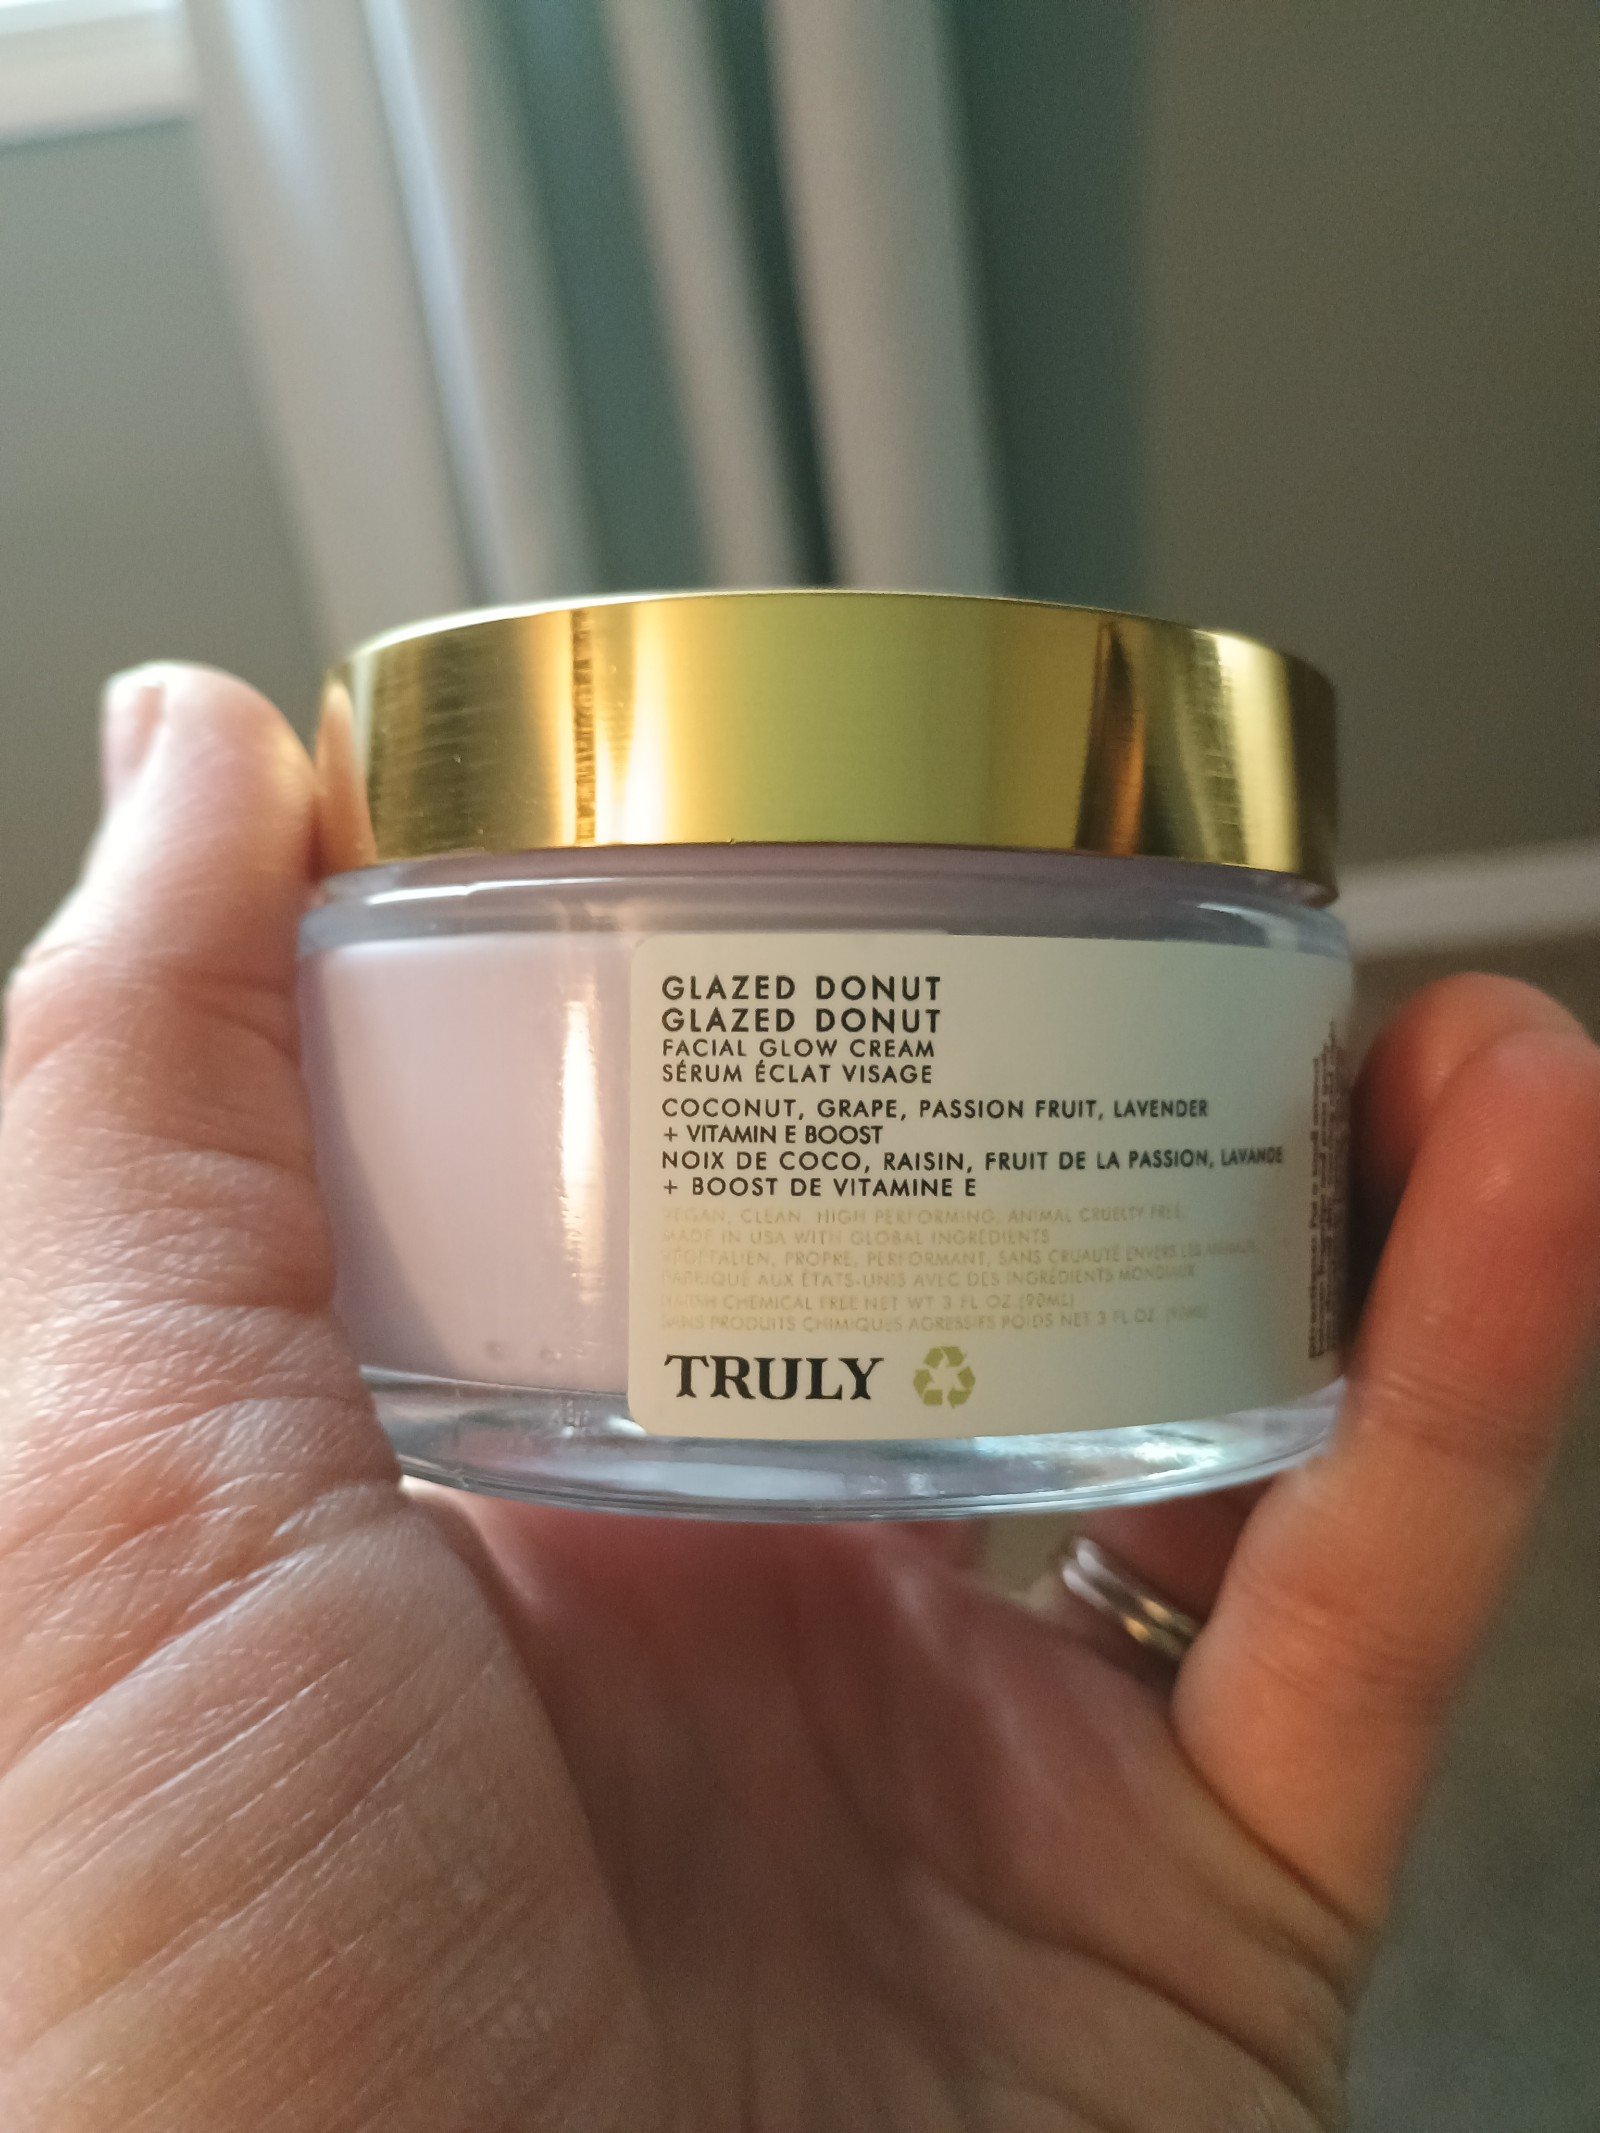 GLAZED DONUT
GLAZED DONUT
FACIAL GLOW CREAM
SÉRUM ÉCLAT VISAGE
COCONUT, GRAPE, PASSION FRUIT, LAVENDER
+ VITAMIN E BOOST
NOIX DE COCO, RAISIN, FRUIT DE LA PASSION, LAVANDE
+ BOOST DE VITAMINE E
VEGAN, CLEAN, HIGH PERFORMING, ANIMAL CRUELTY FREE
MADE IN USA WITH GLOBAL INGREDIENTS
VÉGÉTALIEN, PROPRE, PERFORMANT, SANS CRUAUTÉ ENVERS LES ANIMAUX
FABRIQUÉ AUX ÉTATS-UNIS AVEC DES INGRÉDIENTS MONDIAUX
HARSH CHEMICAL FREE NET WT 3 FL OZ (90ML)
SANS PRODUITS CHIMIQUES AGRESSIFS POIDS NET 3 FL OZ (90ML)
TRULY